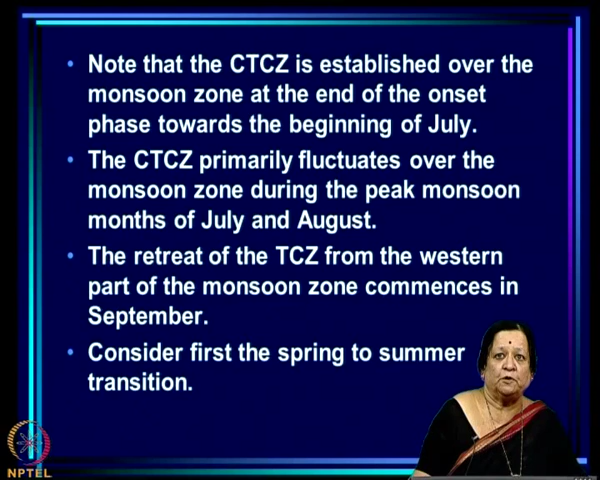 • Note that the CTCZ is established over the
monsoon zone at the end of the onset
phase towards the beginning of July.
• The CTCZ primarily fluctuates over the
monsoon zone during the peak monsoon
months of July and August.
• The retreat of the TCZ from the western
part of the monsoon zone commences in
September.
• Consider first the spring to summer
transition.
NPTEL